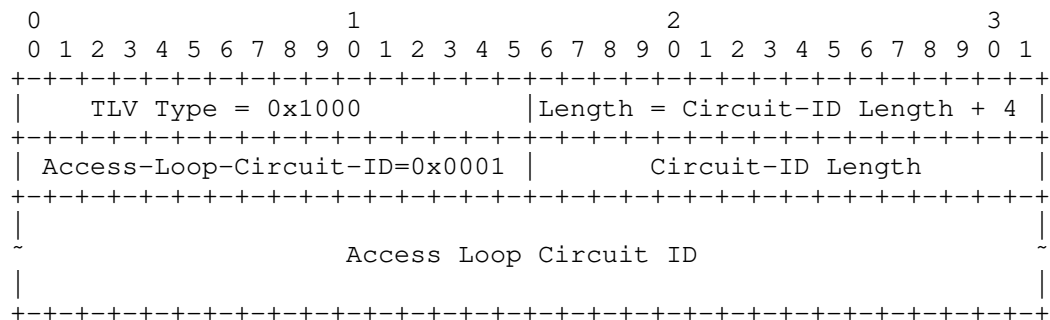 0                   1                   2                   3
 0 1 2 3 4 5 6 7 8 9 0 1 2 3 4 5 6 7 8 9 0 1 2 3 4 5 6 7 8 9 0 1
+-+-+-+-+-+-+-+-+-+-+-+-+-+-+-+-+-+-+-+-+-+-+-+-+-+-+-+-+-+-+-+-+
|    TLV Type = 0x1000          |Length = Circuit-ID Length + 4 |
+-+-+-+-+-+-+-+-+-+-+-+-+-+-+-+-+-+-+-+-+-+-+-+-+-+-+-+-+-+-+-+-+
| Access-Loop-Circuit-ID=0x0001 |       Circuit-ID Length       |
+-+-+-+-+-+-+-+-+-+-+-+-+-+-+-+-+-+-+-+-+-+-+-+-+-+-+-+-+-+-+-+-+
|                                                               |
~                    Access Loop Circuit ID                     ~
|                                                               |
+-+-+-+-+-+-+-+-+-+-+-+-+-+-+-+-+-+-+-+-+-+-+-+-+-+-+-+-+-+-+-+-+